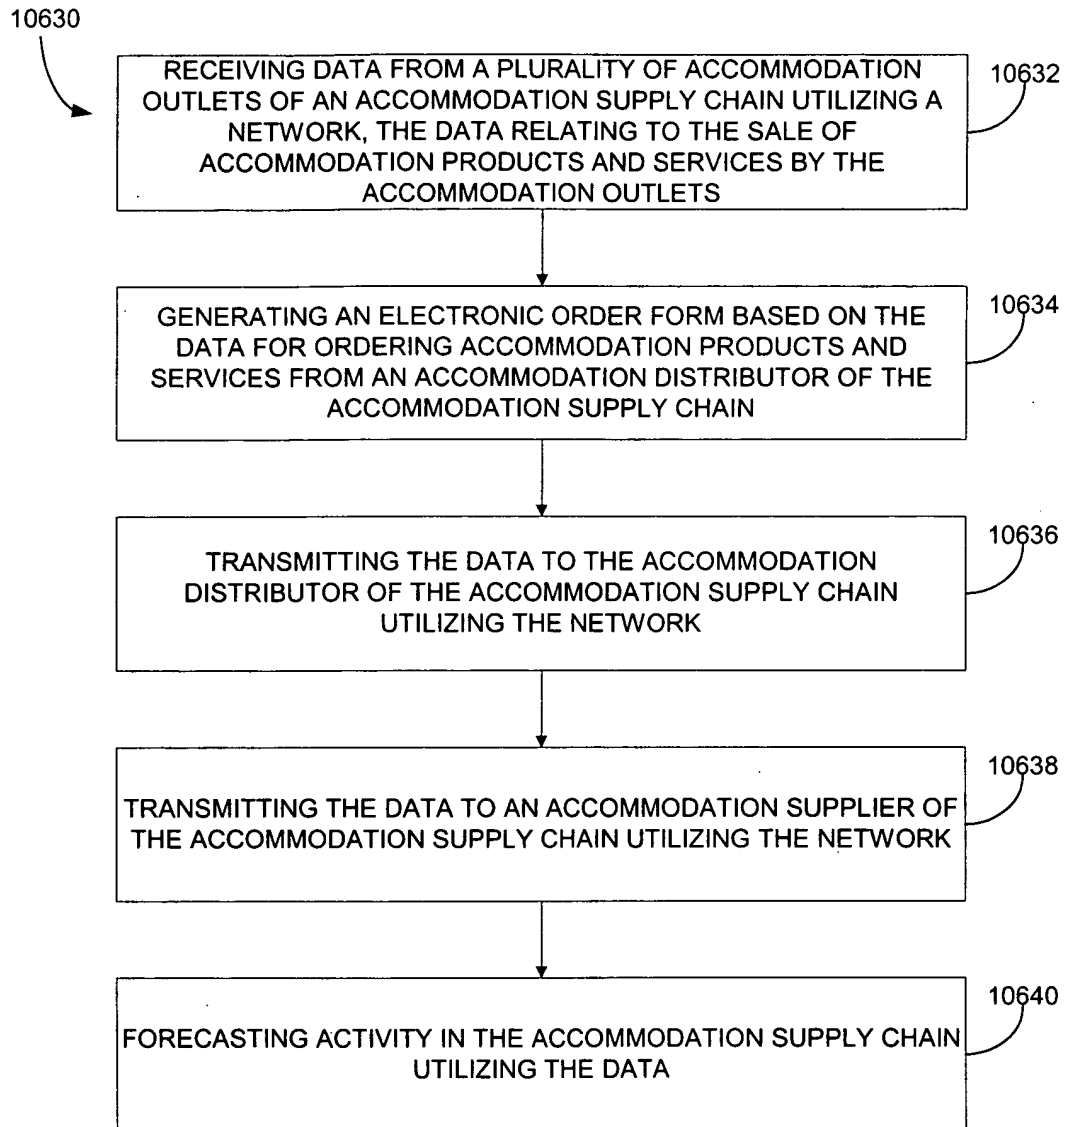 10630
RECEIVING DATA FROM A PLURALITY OF ACCOMMODATION
OUTLETS OF AN ACCOMMODATION SUPPLY CHAIN UTILIZING A
NETWORK, THE DATA RELATING TO THE SALE OF
ACCOMMODATION PRODUCTS AND SERVICES BY THE
ACCOMMODATION OUTLETS
10632
GENERATING AN ELECTRONIC ORDER FORM BASED ON THE
DATA FOR ORDERING ACCOMMODATION PRODUCTS AND
SERVICES FROM AN ACCOMMODATION DISTRIBUTOR OF THE
ACCOMMODATION SUPPLY CHAIN
10634
TRANSMITTING THE DATA TO THE ACCOMMODATION
DISTRIBUTOR OF THE ACCOMMODATION SUPPLY CHAIN
UTILIZING THE NETWORK
10636
TRANSMITTING THE DATA TO AN ACCOMMODATION SUPPLIER OF
THE ACCOMMODATION SUPPLY CHAIN UTILIZING THE NETWORK
10638
FORECASTING ACTIVITY IN THE ACCOMMODATION SUPPLY CHAIN
UTILIZING THE DATA
10640